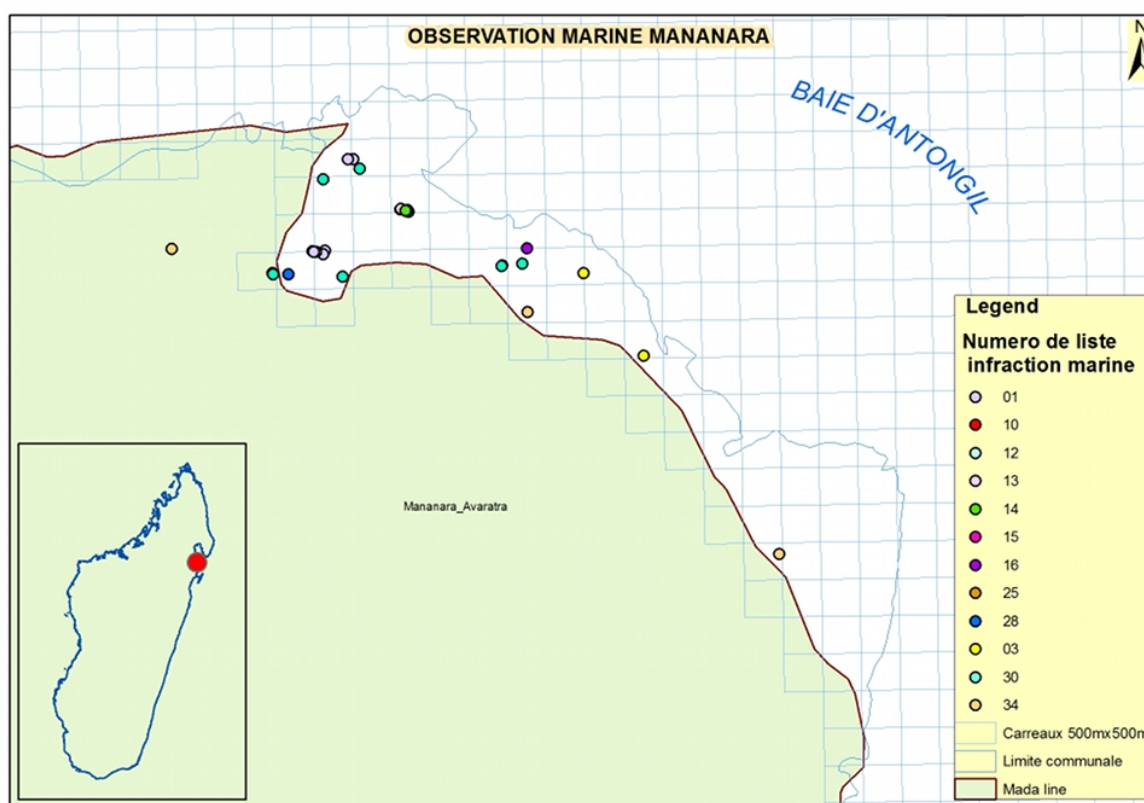 OBSERVATION MARINE MANANARA
N
BAIE D'ANTONGIL
Mananara_Avaratra
Legend
Numero de liste
infraction marine
01
10
12
13
14
15
16
25
28
03
30
34
Carreaux 500mx500m
Limite communale
Mada line